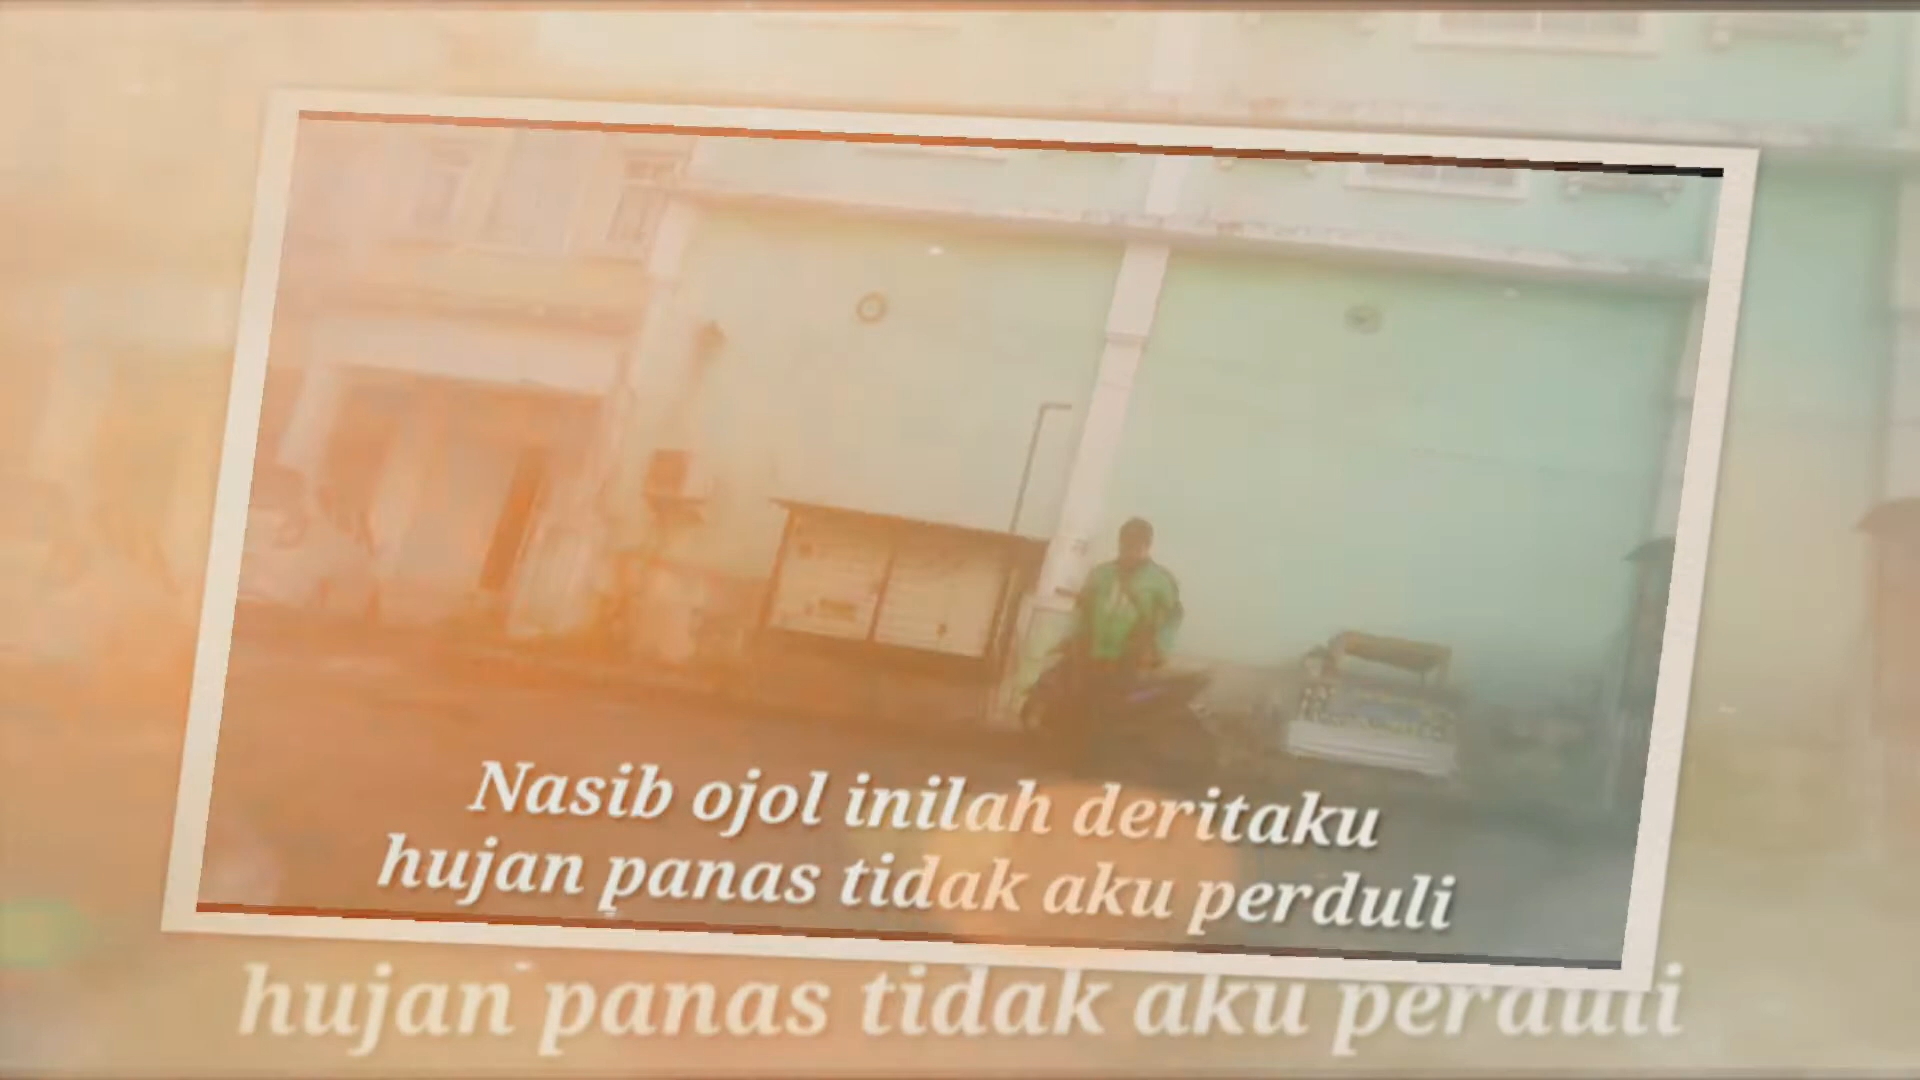 Nasib ojol inilah deritaku
hujan panas tidak aku perduli
hujan panas tidak aku perduli